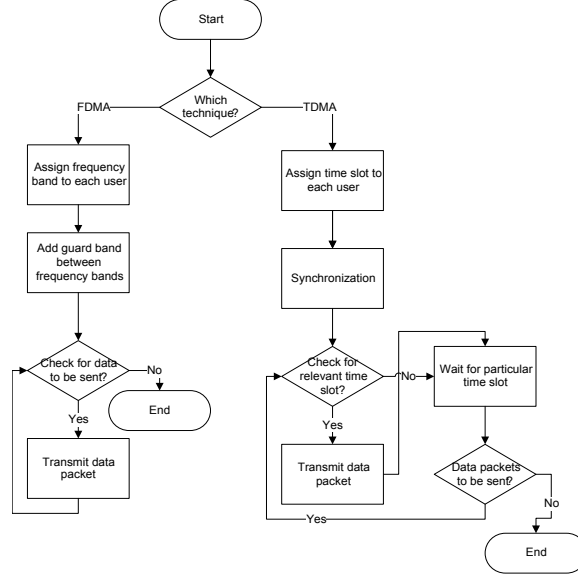 Start
Which
technique?
FDMA
TDMA
Assign frequency
band to each user
Add guard band
between
frequency bands
Check for data
to be sent?
No
End
Yes
Transmit data
packet
Assign time slot to
each user
Synchronization
Check for
relevant time
slot?
No
Wait for particular
time slot
Yes
Transmit data
packet
Data packets
to be sent?
Yes
No
End